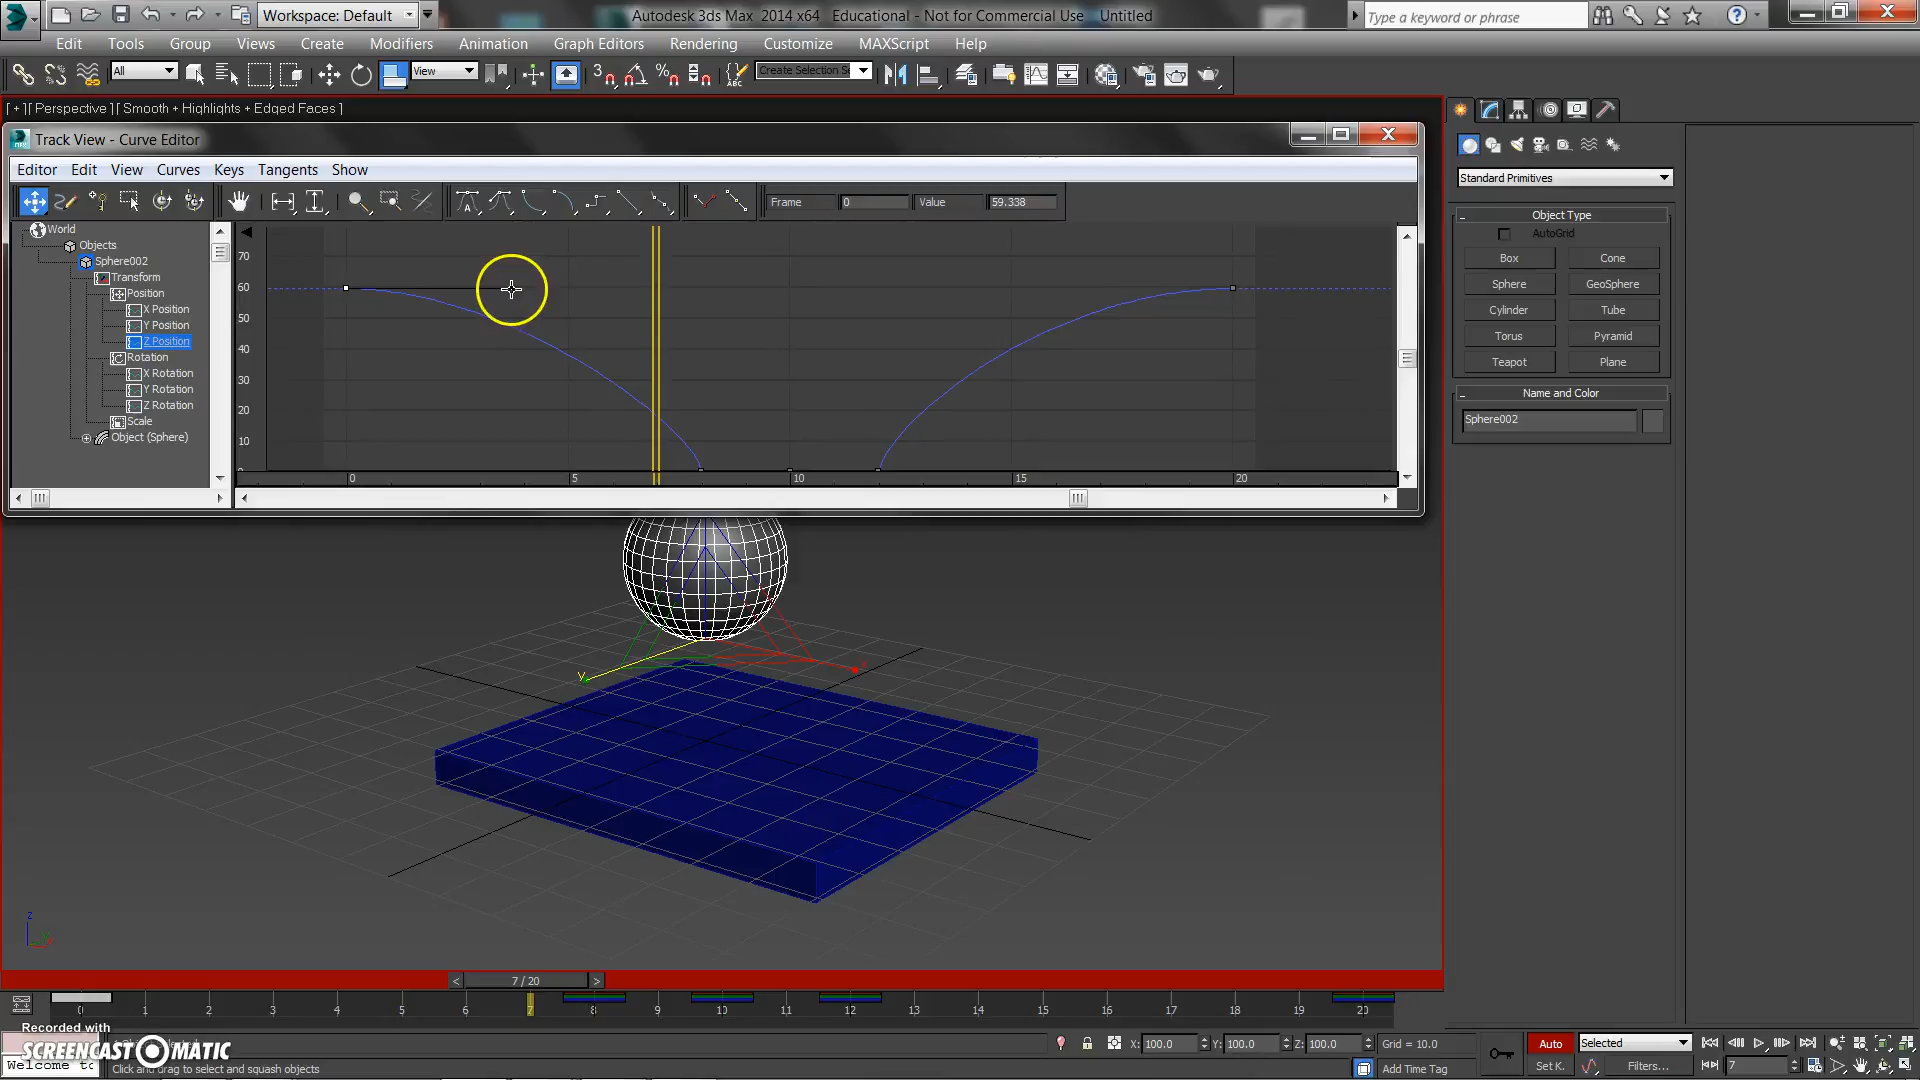 Workspace: Default
Autodesk 3ds Max 2014 x64 Educational - Not for Commercial Use Untitled
Type a keyword or phrase
Edit Tools Group Views Create Modifiers Animation Graph Editors Rendering Customize MAXScript Help
All View Create Selection Se
[ + ][ Perspective ][ Smooth + Highlights + Edged Faces ]
Track View - Curve Editor
Editor Edit View Curves Keys Tangents Show
Frame 0 Value 59.338
World
Objects
Sphere002
Transform
Position
X Position
Y Position
Z Position
Rotation
X Rotation
Y Rotation
Z Rotation
Scale
Object (Sphere)
70
60
50
40
30
20
10
0 5 10 15 20
Standard Primitives
Object Type
AutoGrid
Box Cone
Sphere GeoSphere
Cylinder Tube
Torus Pyramid
Teapot Plane
Name and Color
Sphere002
Y
x
z
< 7 / 20 >
0 1 2 3 4 5 6 7 8 9 10 11 12 13 14 15 16 17 18 19 20
Recorded with
SCREENCAST MATIC
Welcome to
Click and drag to select and squash objects
X: 100.0 Y: 100.0 Z: 100.0 Grid = 10.0
Add Time Tag
Auto Selected
Set K. Filters... 7